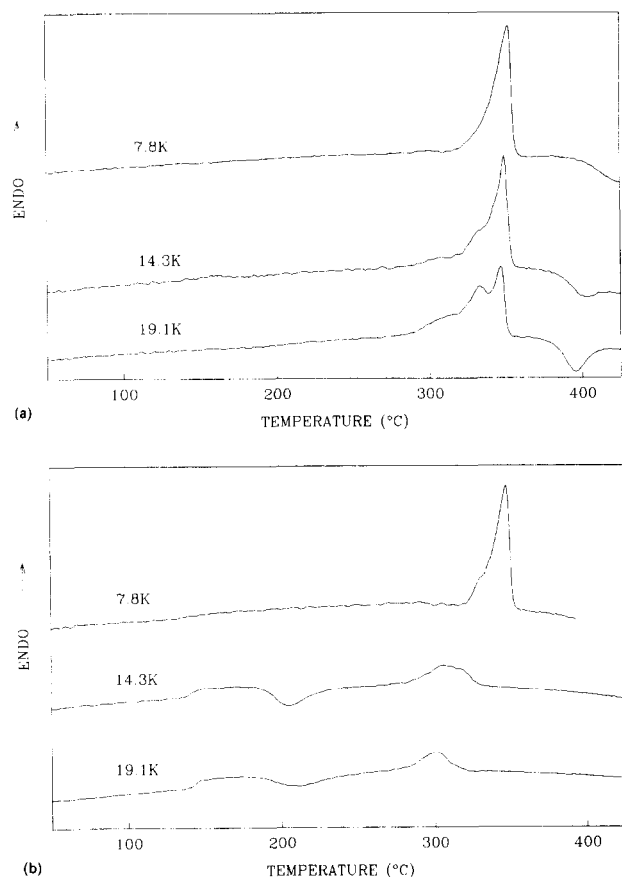 ENDO
7.8K
14.3K
19.1K
100 200 300 400
(a)
TEMPERATURE (°C)
ENDO
7.8K
14.3K
19.1K
100 200 300 400
(b)
TEMPERATURE (°C)